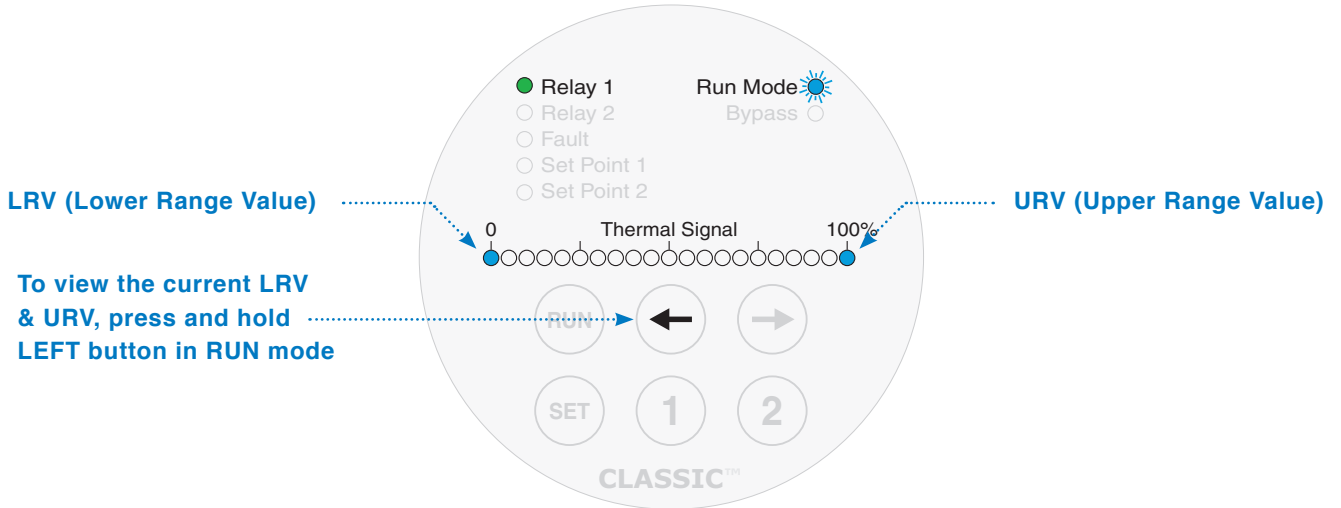 Relay 1 Run Mode
Relay 2 Bypass
Fault
Set Point 1
Set Point 2
LRV (Lower Range Value)
URV (Upper Range Value)
0 Thermal Signal 100%
To view the current LRV
& URV, press and hold
LEFT button in RUN mode
RUN
SET 1 2
CLASSIC™